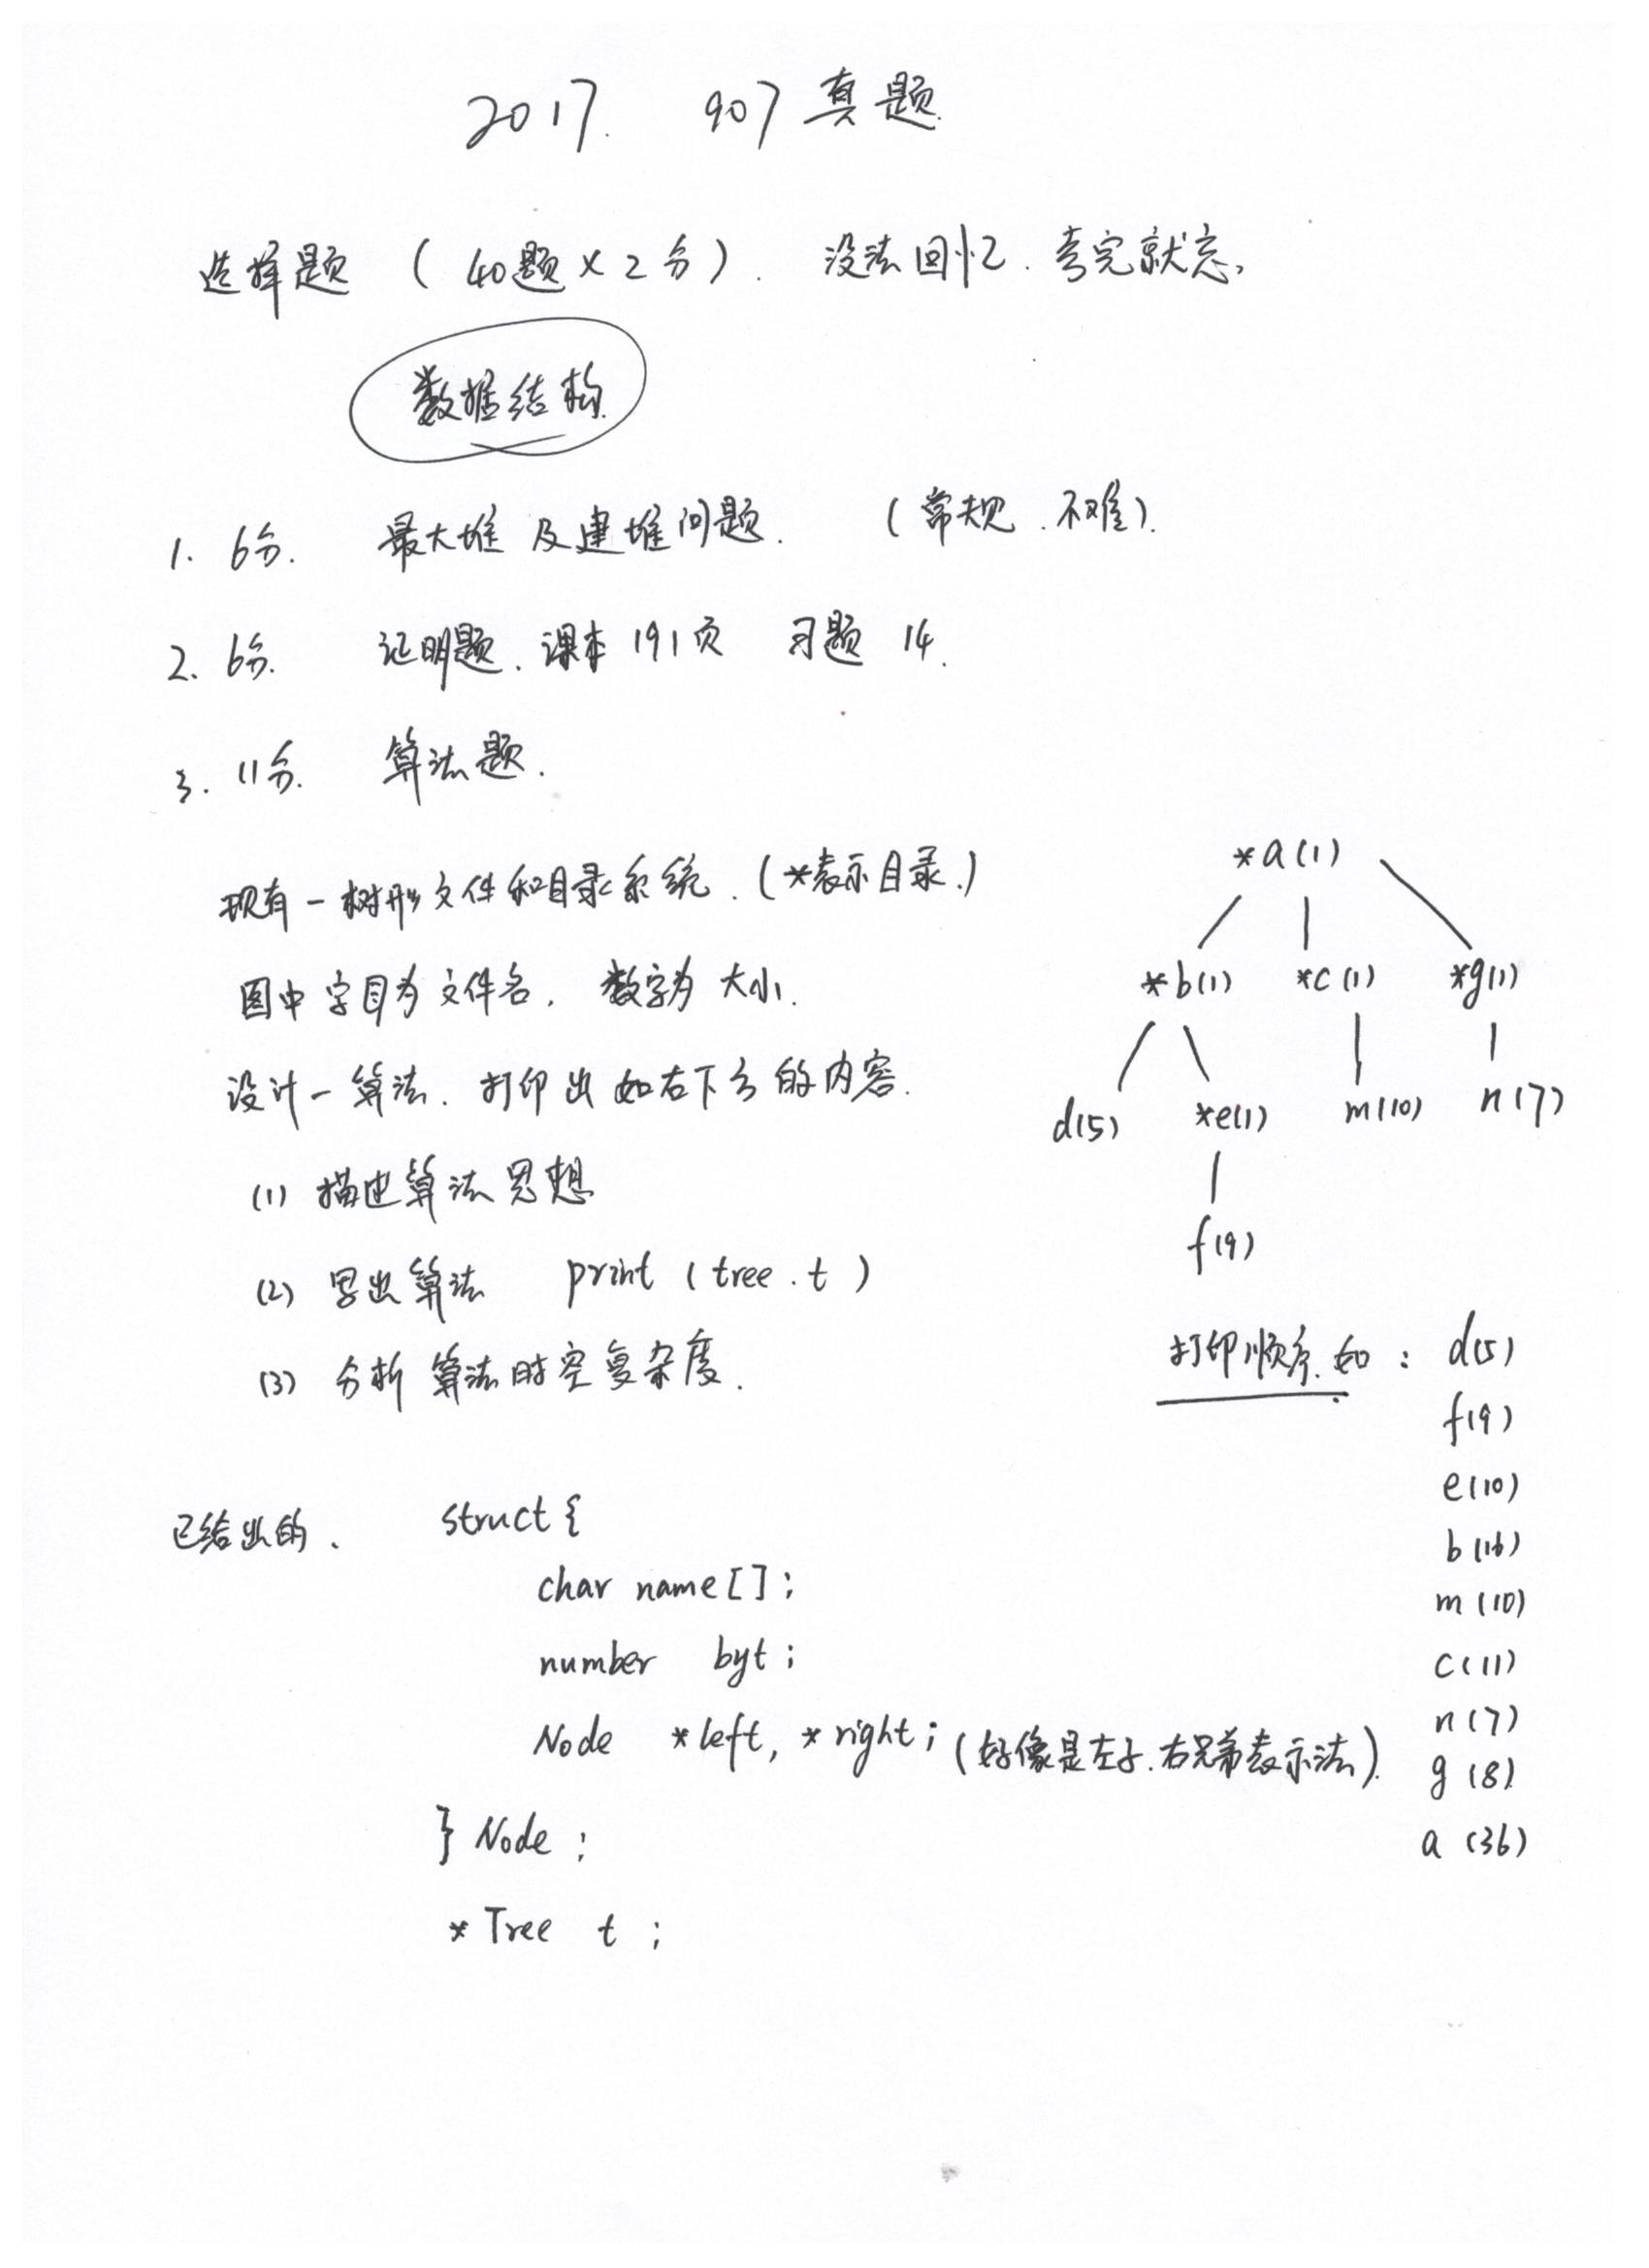 2017. 907真题.
选择题 ( 40题 × 2分 ). 没法回忆. 考完就忘,
数据结构
1. 6分. 最大堆 及建堆问题. (常规.不难).
2. 6分. 证明题. 课本 191页 习题 14.
3. 11分. 算法题.
现有一树形文件和目录系统. (*表示目录.)
图中字母为文件名. 数字为 大小.
设计一算法. 打印出如右下方的内容.
(1) 描述算法思想
(2) 写出算法 print ( tree . t )
(3) 分析 算法时空复杂度.
*a(1)
*b(1) *c(1) *g(1)
d(5) *e(1) m(10) n(7)
f(9)
打印顺序.如: d(5)
f(9)
e(10)
b(16)
m(10)
c(11)
n(7)
g(8)
a(36)
已给出的. struct {
char name[];
number byt;
Node *left, *right; (好像是左子.右兄弟表示法).
} Node;
* Tree t;